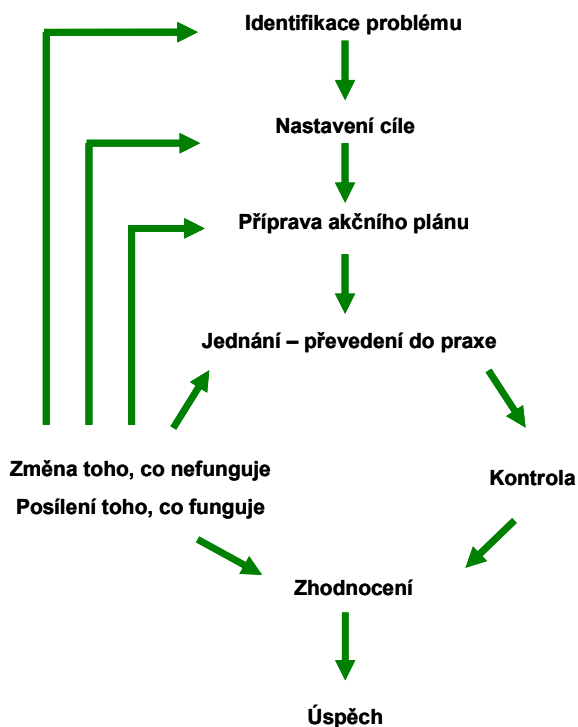 Identifikace problému
Nastavení cíle
Příprava akčního plánu
Jednání – převedení do praxe
Změna toho, co nefunguje
Posílení toho, co funguje
Kontrola
Zhodnocení
Úspěch